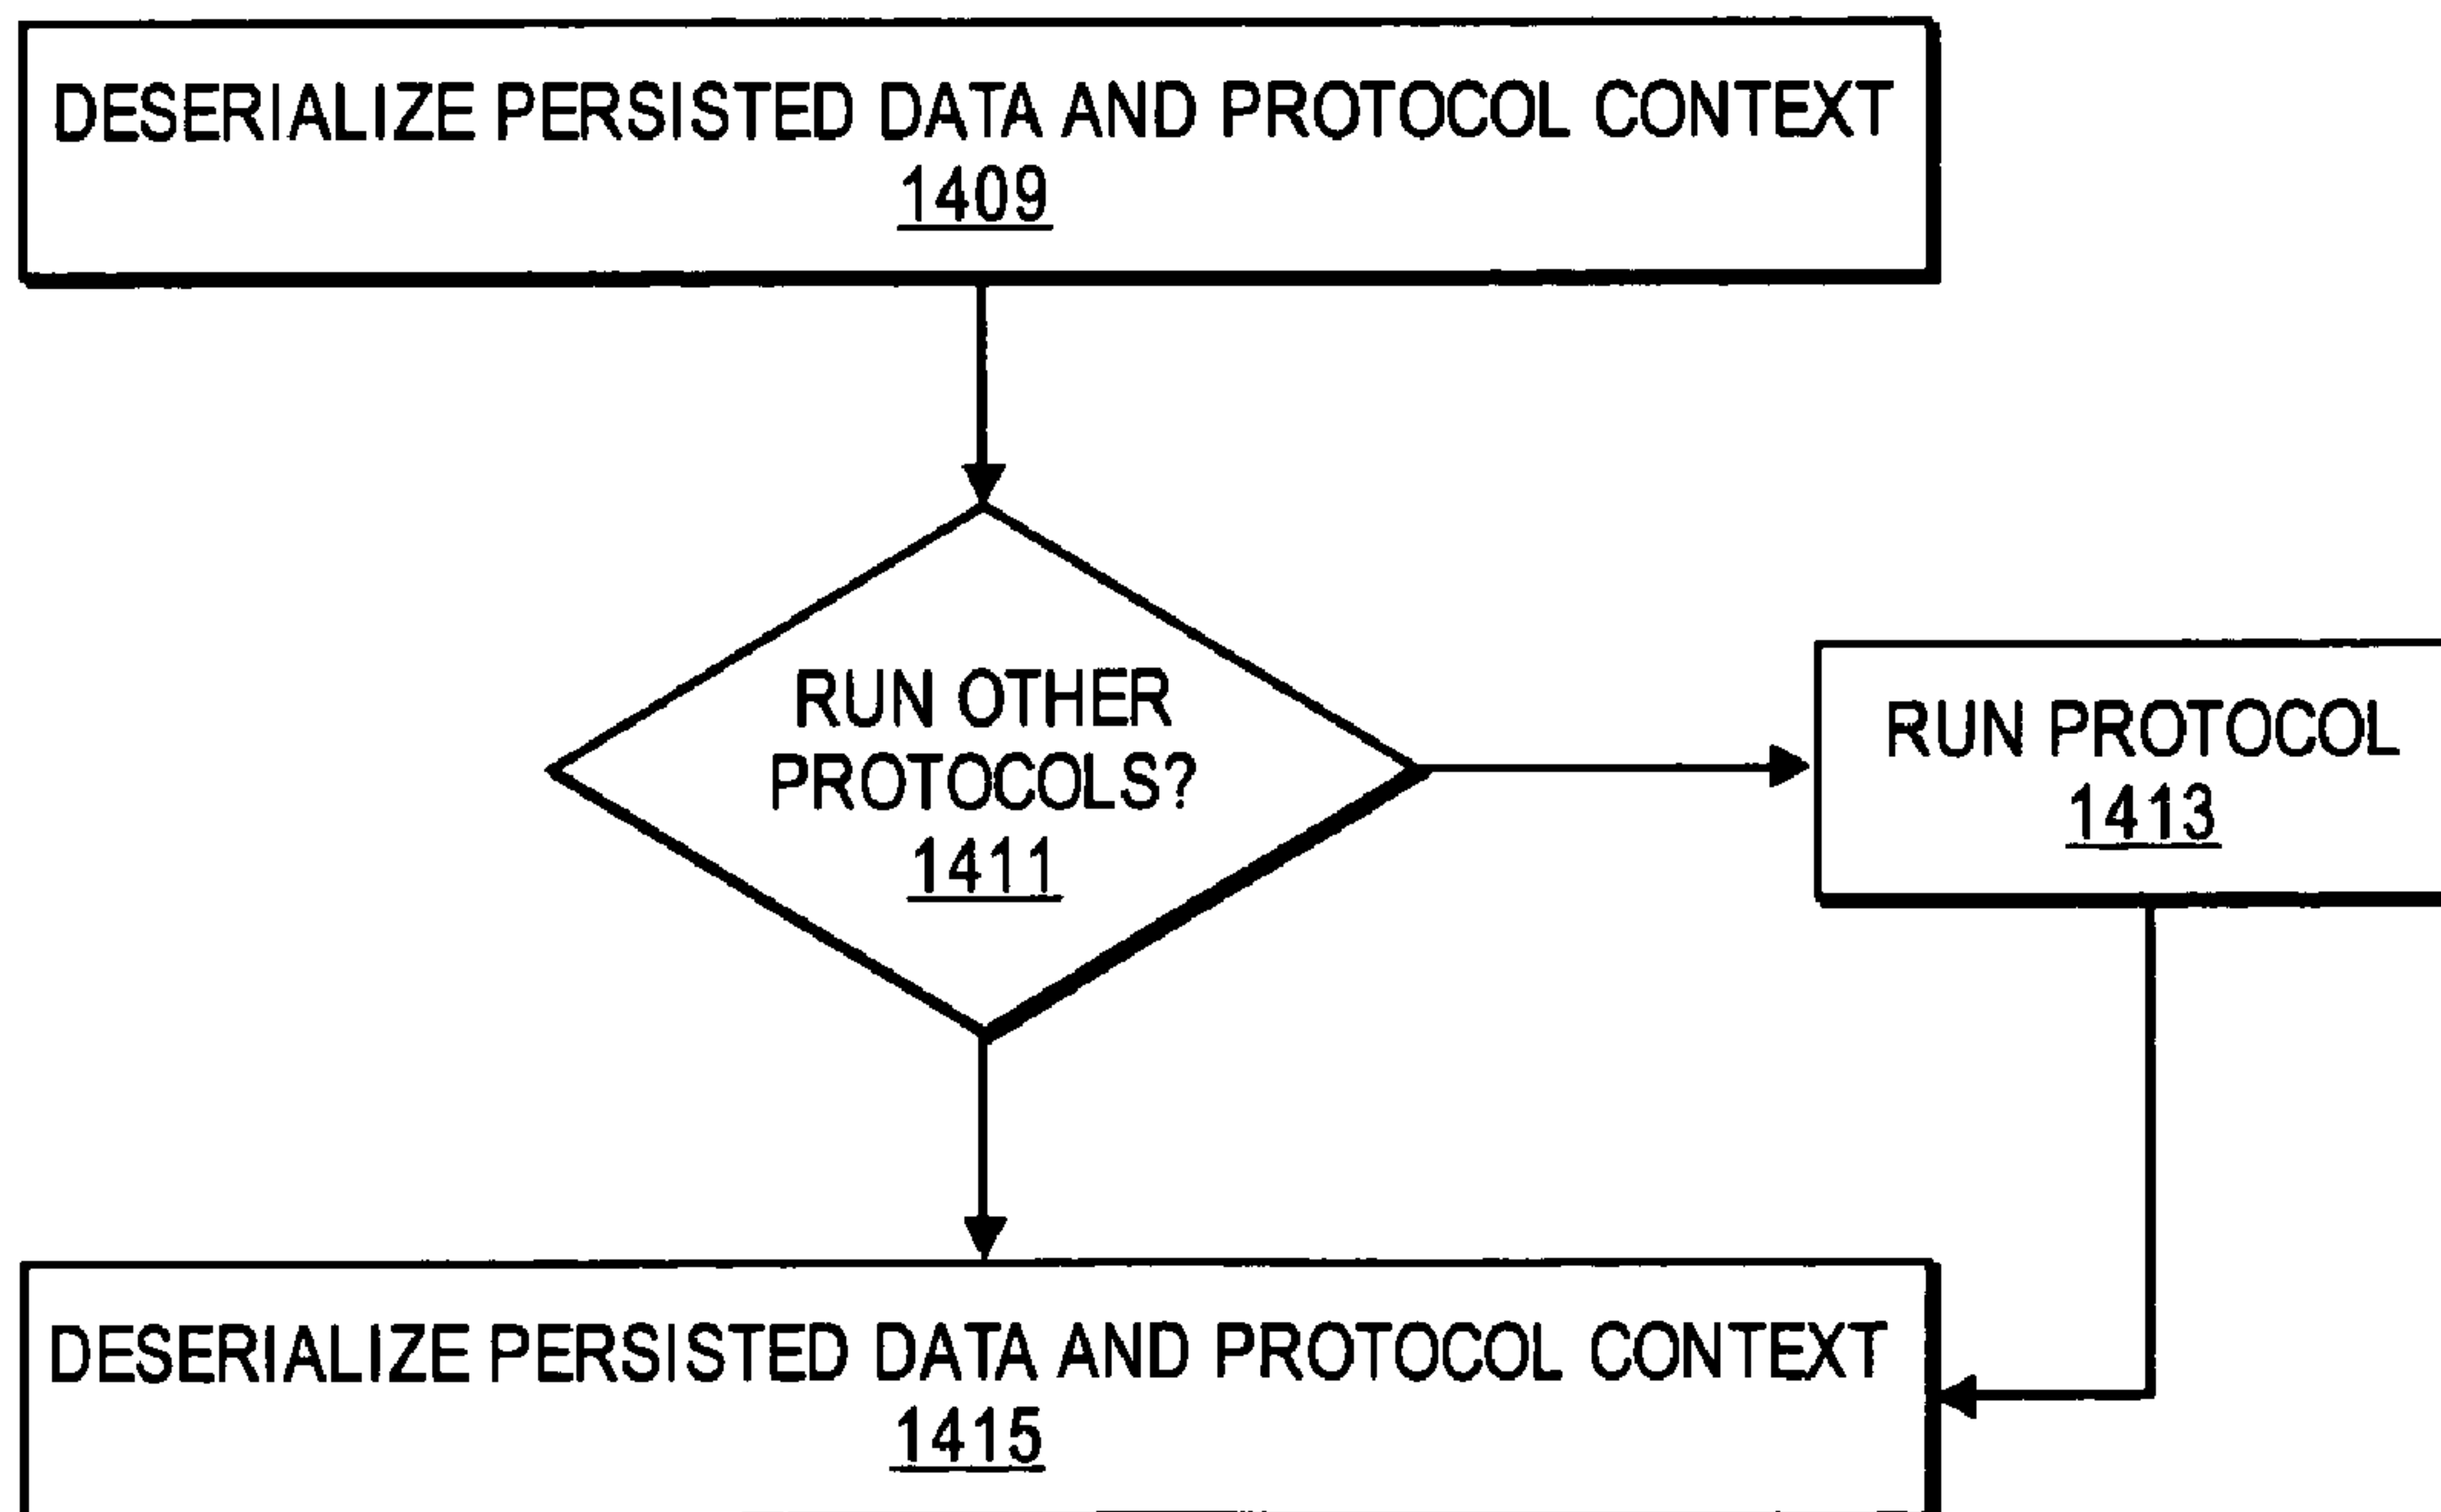 DESERIALIZE PERSISTED DATA AND PROTOCOL CONTEXT
1409
RUN OTHER
PROTOCOLS?
1411
RUN PROTOCOL
1413
DESERIALIZE PERSISTED DATA AND PROTOCOL CONTEXT
1415